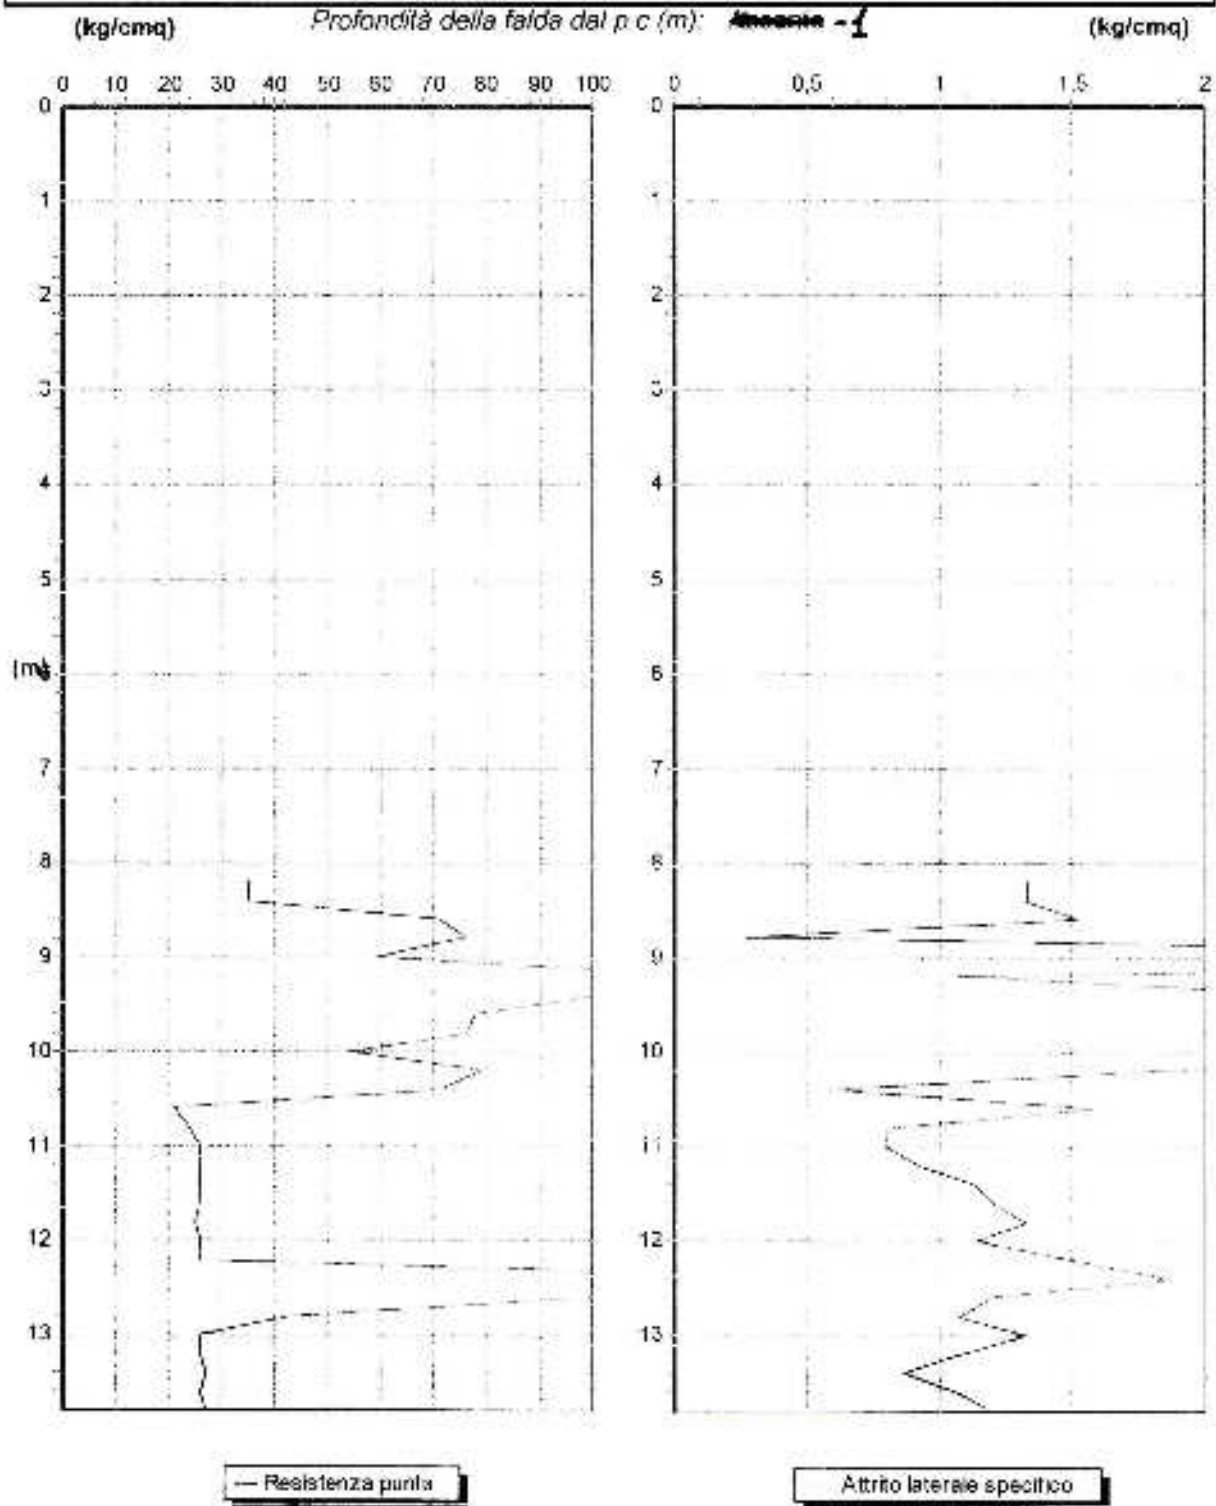 Profondità della falda dal p c (m): -1
(kg/cmq) (kg/cmq)
0 10 20 30 40 50 60 70 80 90 100 0 0,5 1 1,5 2
0 0
1 1
2 2
3 3
4 4
5 5
(m) 6 6
7 7
8 8
9 9
10 10
11 11
12 12
13 13
Resistenza punta Attrito laterale specifico